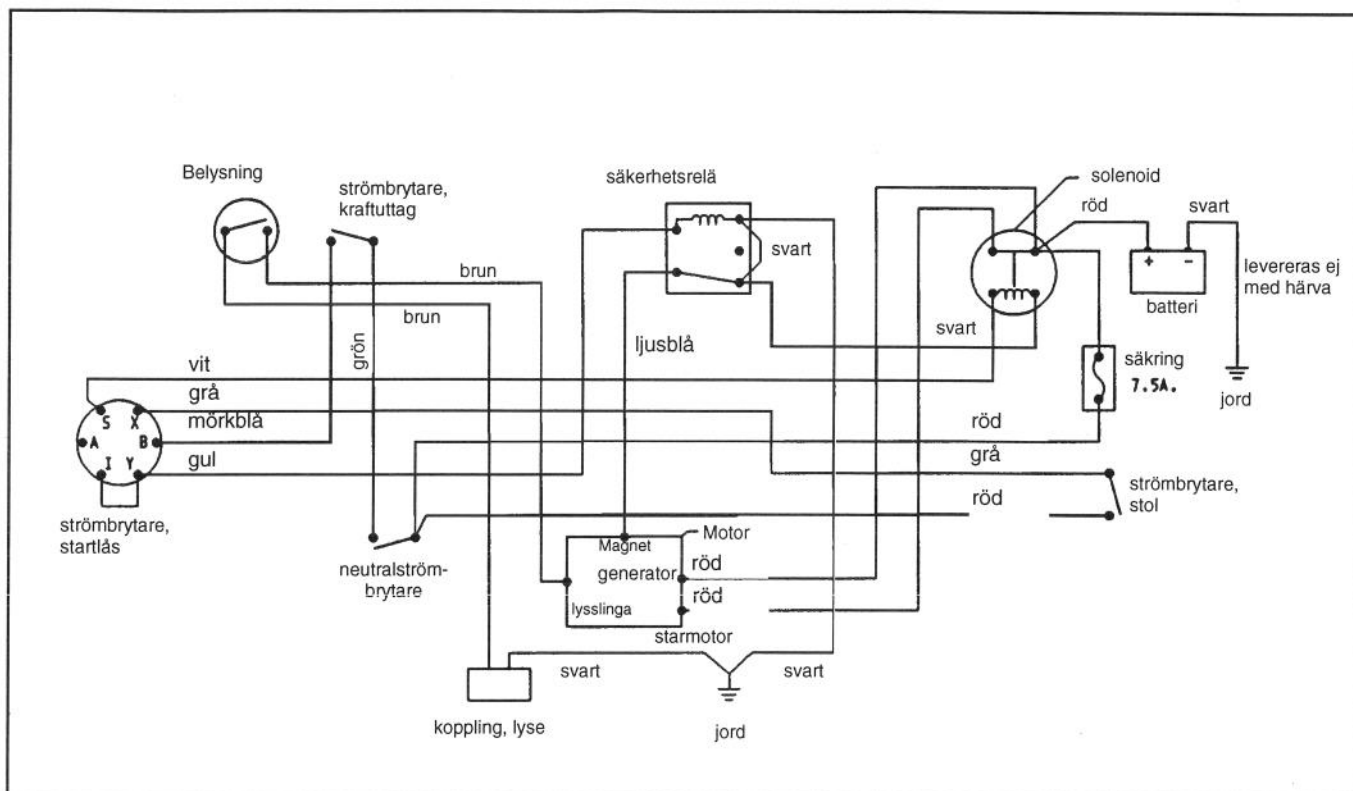 Belysning
strömbrytare,
kraftuttag
säkerhetsrelä
solenoid
röd
svart
svart
+
-
batteri
levereras ej
med härva
brun
brun
grön
ljusblå
svart
säkring
7.5A.
jord
vit
grå
mörkblå
gul
S
X
A
B
I
Y
strömbrytare,
startlås
röd
grå
röd
strömbrytare,
stol
neutralström-
brytare
Magnet
Motor
generator
röd
lysslinga
röd
starmotor
svart
svart
koppling, lyse
jord